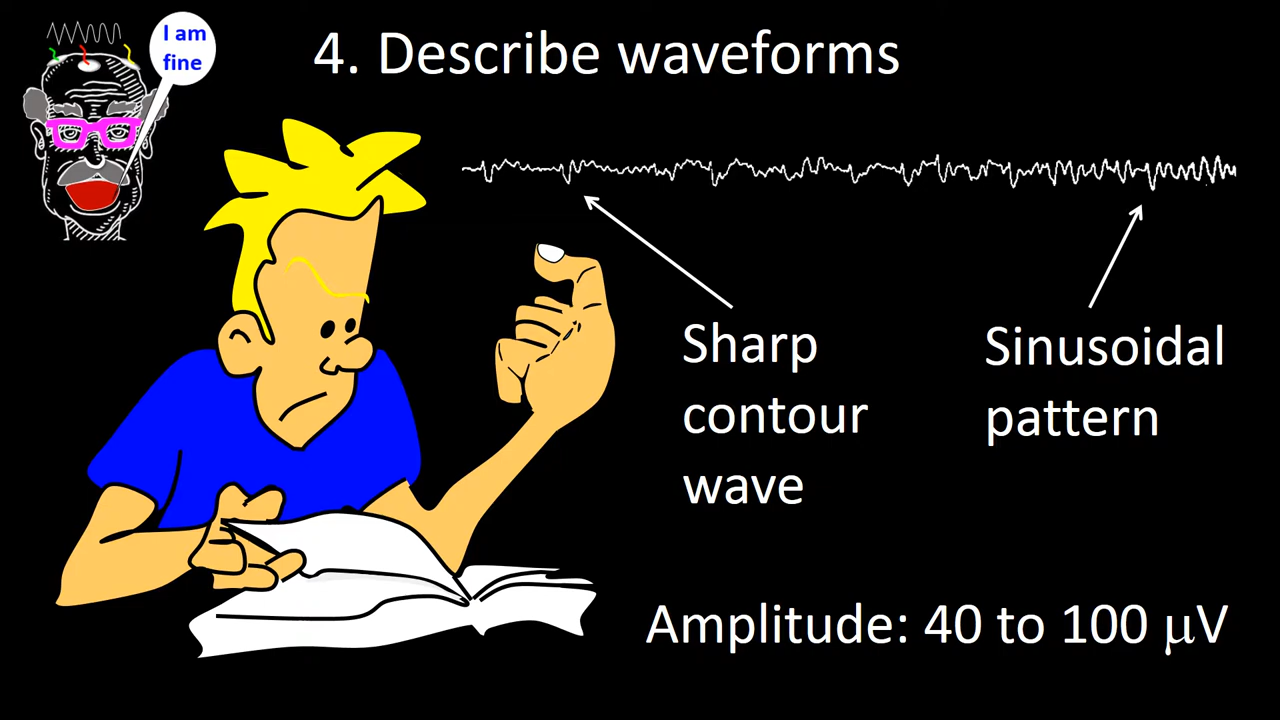 I am
fine
4. Describe waveforms
Sharp
contour
wave
Sinusoidal
pattern
Amplitude: 40 to 100 μV